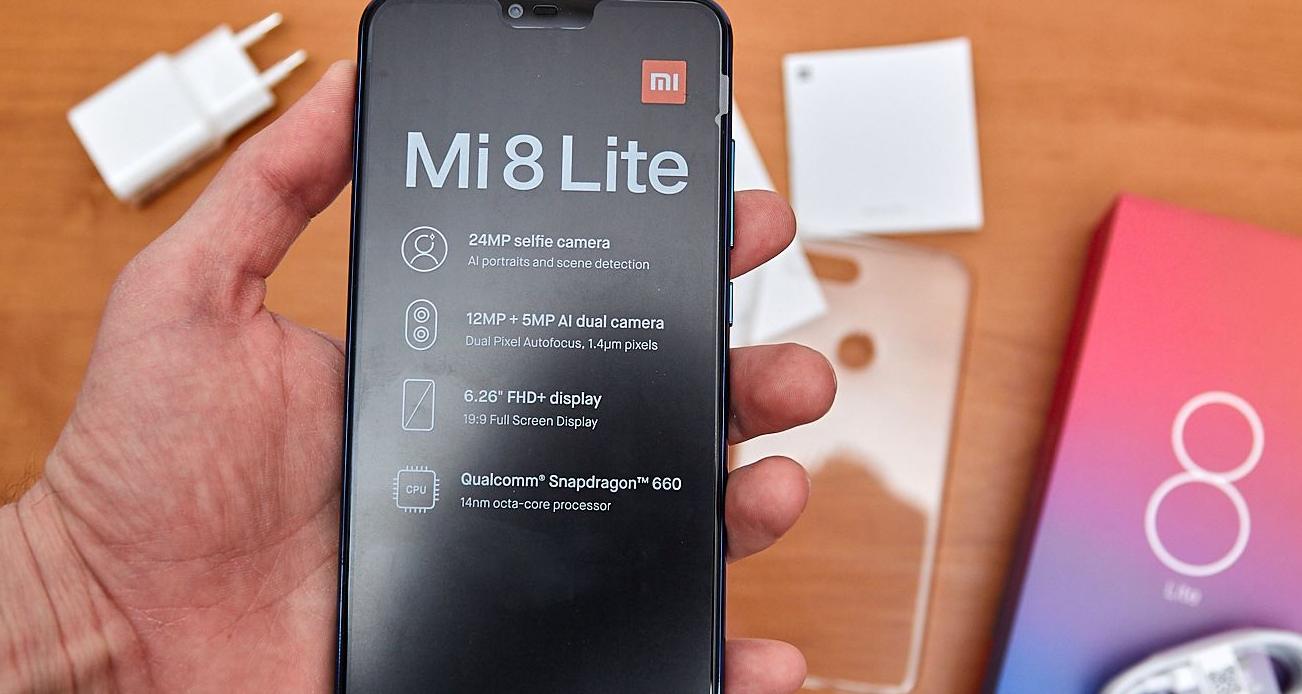 mi
Mi 8 Lite
24MP selfie camera
AI portraits and scene detection
12MP + 5MP AI dual camera
Dual Pixel Autofocus, 1.4μm pixels
6.26" FHD+ display
19:9 Full Screen Display
CPU
Qualcomm® Snapdragon™ 660
14nm octa-core processor
8
Lite